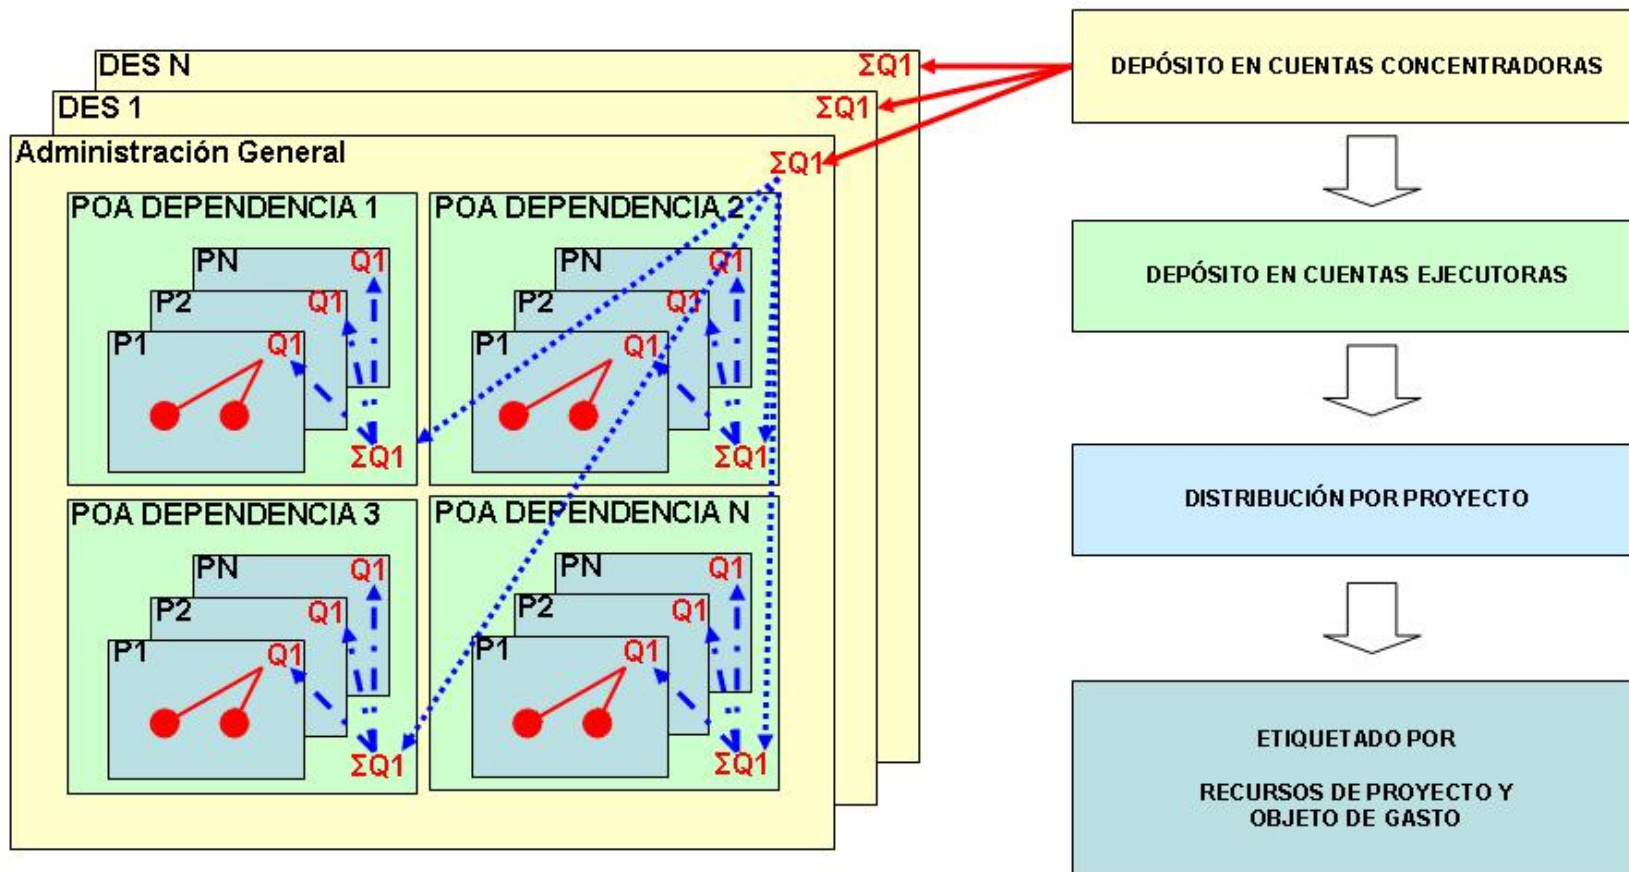 DES N
ΣQ1
DES 1
ΣQ1
Administración General
ΣQ1
POA DEPENDENCIA 1
PN
Q1
P2
Q1
P1
Q1
ΣQ1
POA DEPENDENCIA 2
PN
Q1
P2
Q1
P1
Q1
ΣQ1
POA DEPENDENCIA 3
PN
Q1
P2
Q1
P1
Q1
ΣQ1
POA DEPENDENCIA N
PN
Q1
P2
Q1
P1
Q1
ΣQ1
DEPÓSITO EN CUENTAS CONCENTRADORAS
DEPÓSITO EN CUENTAS EJECUTORAS
DISTRIBUCIÓN POR PROYECTO
ETIQUETADO POR
RECURSOS DE PROYECTO Y
OBJETO DE GASTO